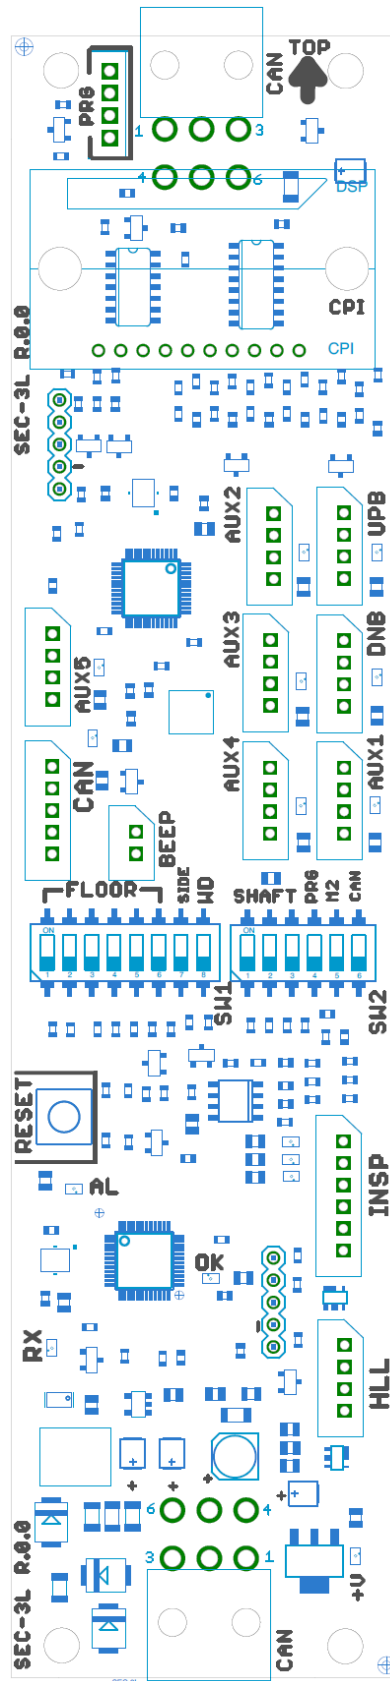 TOP
CAN
PRG
1
3
4
6
DSP
CPI
CPI
SEC-3L R.0.0
AUX2
UPB
AUX3
DNB
AUX5
AUX4
AUX1
CAN
BEEP
FLOOR
SIDE
WD
SHAFT
PRG
M2
CAN
ON
1 2 3 4 5 6 7 8
ON
1 2 3 4 5 6
SW1
SW2
RESET
INSP
AL
OK
RX
HLL
+
+
+
+
6
4
3
1
SEC-3L R.0.0
+V
CAN